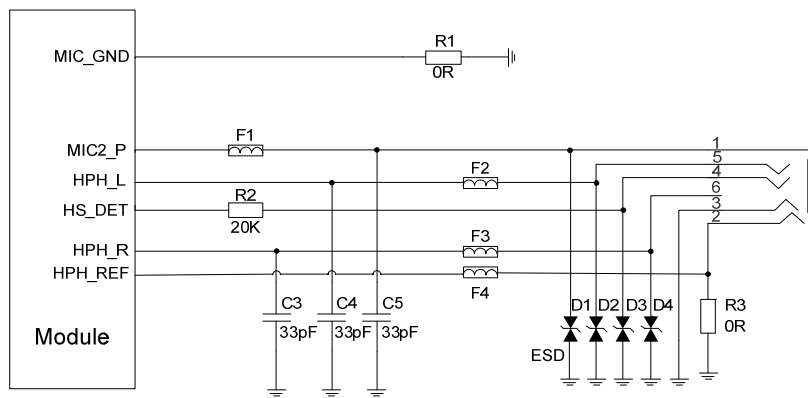 R1
MIC_GND
0R
F1
MIC2_P
1
F2
5
HPH_L
4
R2
6
HS_DET
3
20K
2
F3
HPH_R
HPH_REF
F4
C3 C4 C5
D1 D2 D3 D4
R3
33pF 33pF 33pF
0R
Module
ESD